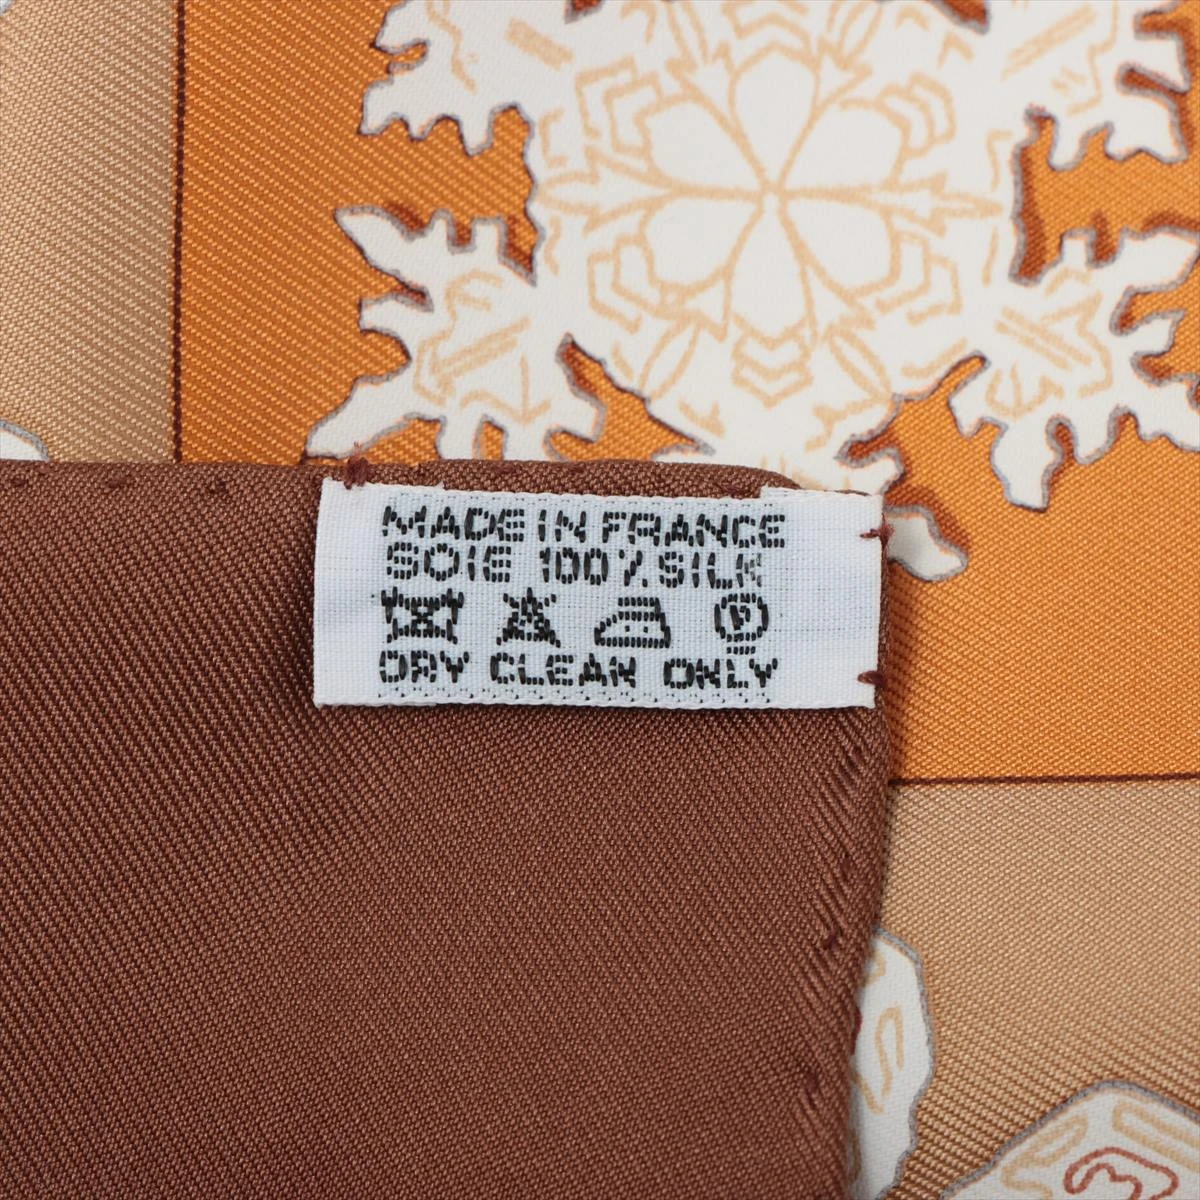 MADE IN FRANCE
SOIE 100% SILK
P
DRY CLEAN ONLY